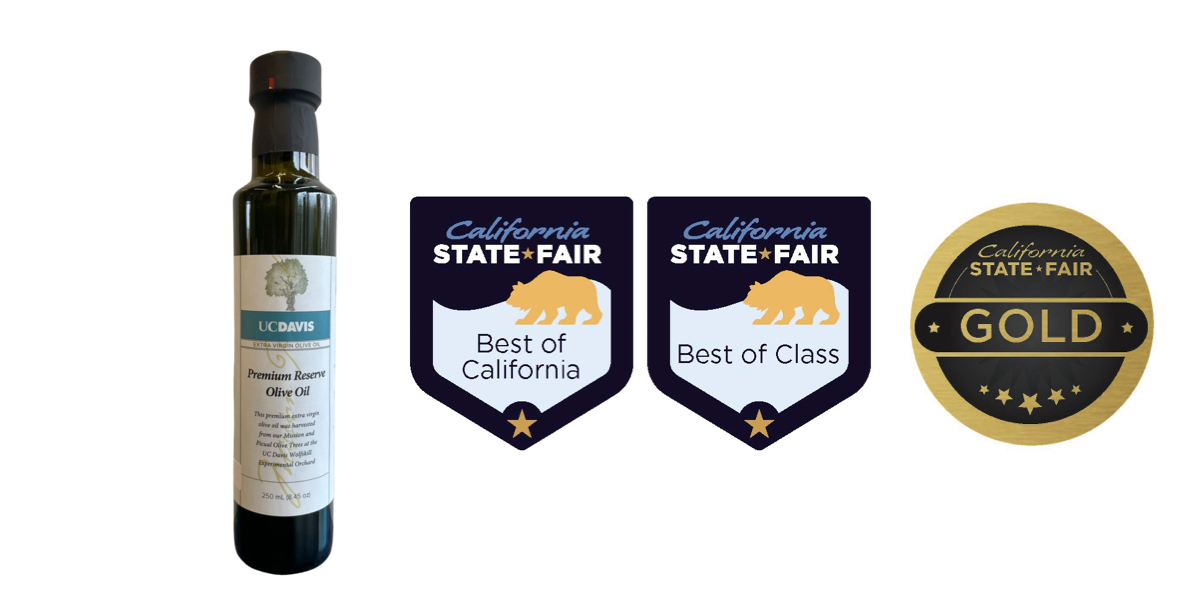 UCDAVIS
EXTRA VIRGIN OLIVE OIL
Premium Reserve
Olive Oil
This premium extra virgin
olive oil was harvested
from our Mission and
Picual Olive Trees at the
UC Davis Wolfskill
Experimental Orchard
250 mL (8.45 oz)
California
STATE FAIR
Best of
California
California
STATE FAIR
Best of Class
California
STATE FAIR
GOLD